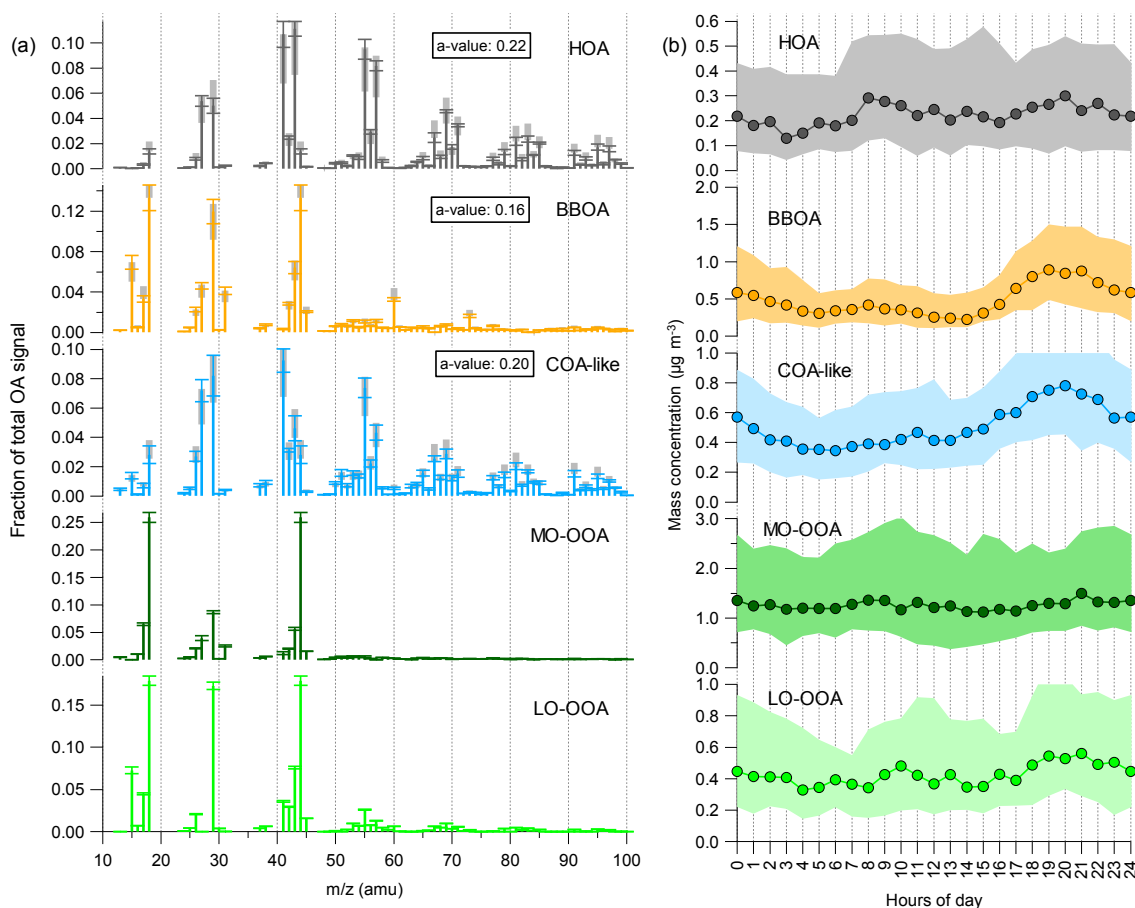 (a)
Fraction of total OA signal
0.10
0.08
0.06
0.04
0.02
0.00
a-value: 0.22
HOA
0.12
0.08
0.04
0.00
a-value: 0.16
BBOA
0.10
0.08
0.06
0.04
0.02
0.00
a-value: 0.20
COA-like
0.25
0.20
0.15
0.10
0.05
0.00
MO-OOA
0.15
0.10
0.05
0.00
LO-OOA
10 20 30 40 50 60 70 80 90 100
m/z (amu)
(b)
Mass concentration (µg m⁻³)
0.6
0.5
0.4
0.3
0.2
0.1
0.0
HOA
2.0
1.5
1.0
0.5
0.0
BBOA
1.0
0.8
0.6
0.4
0.2
0.0
COA-like
3.0
2.0
1.0
0.0
MO-OOA
1.0
0.8
0.6
0.4
0.2
0.0
LO-OOA
0 1 2 3 4 5 6 7 8 9 10 11 12 13 14 15 16 17 18 19 20 21 22 23 24
Hours of day